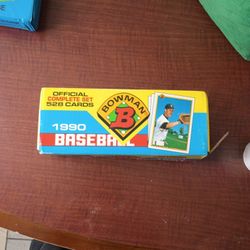 OFFICIAL
COMPLETE SET
528 CARDS
BOWMAN
B
1990
BASEBALL